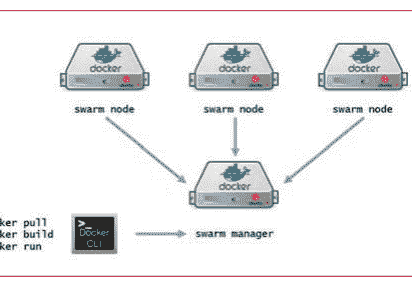 docker docker docker
swarm node swarm node swarm node
docker
ker pull
ker build
ker run
>_
Docker
CLI
swarm manager